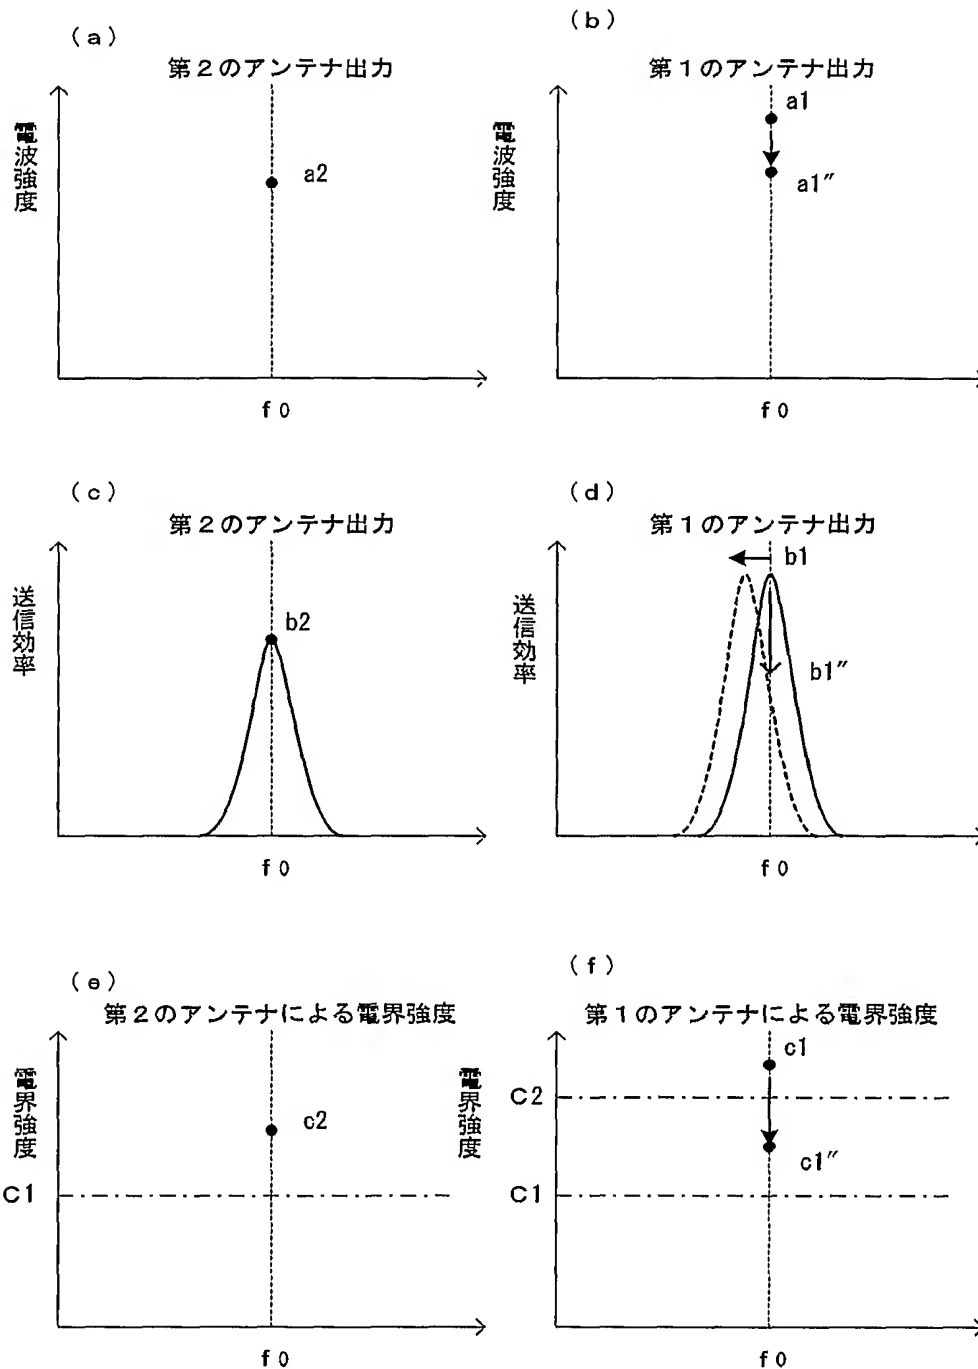 (a)
第2のアンテナ出力
電波強度
a2
f0
(b)
第1のアンテナ出力
電波強度
a1
a1″
f0
(c)
第2のアンテナ出力
送信効率
b2
f0
(d)
第1のアンテナ出力
送信効率
b1
b1″
f0
(e)
第2のアンテナによる電界強度
電界強度
c2
C1
f0
(f)
第1のアンテナによる電界強度
電界強度
c1
C2
c1″
C1
f0